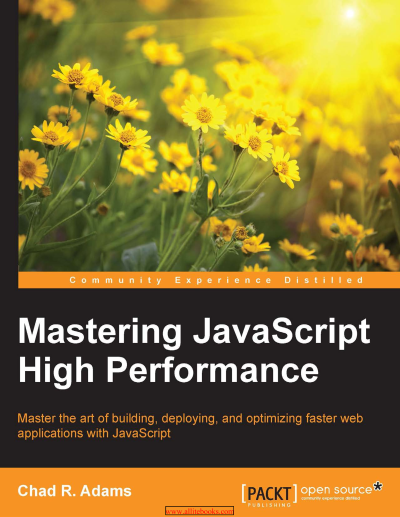 Community Experience Distilled
Mastering JavaScript
High Performance
Master the art of building, deploying, and optimizing faster web
applications with JavaScript
Chad R. Adams
[PACKT] open source*
PUBLISHING community experience distilled
www.allitebooks.com